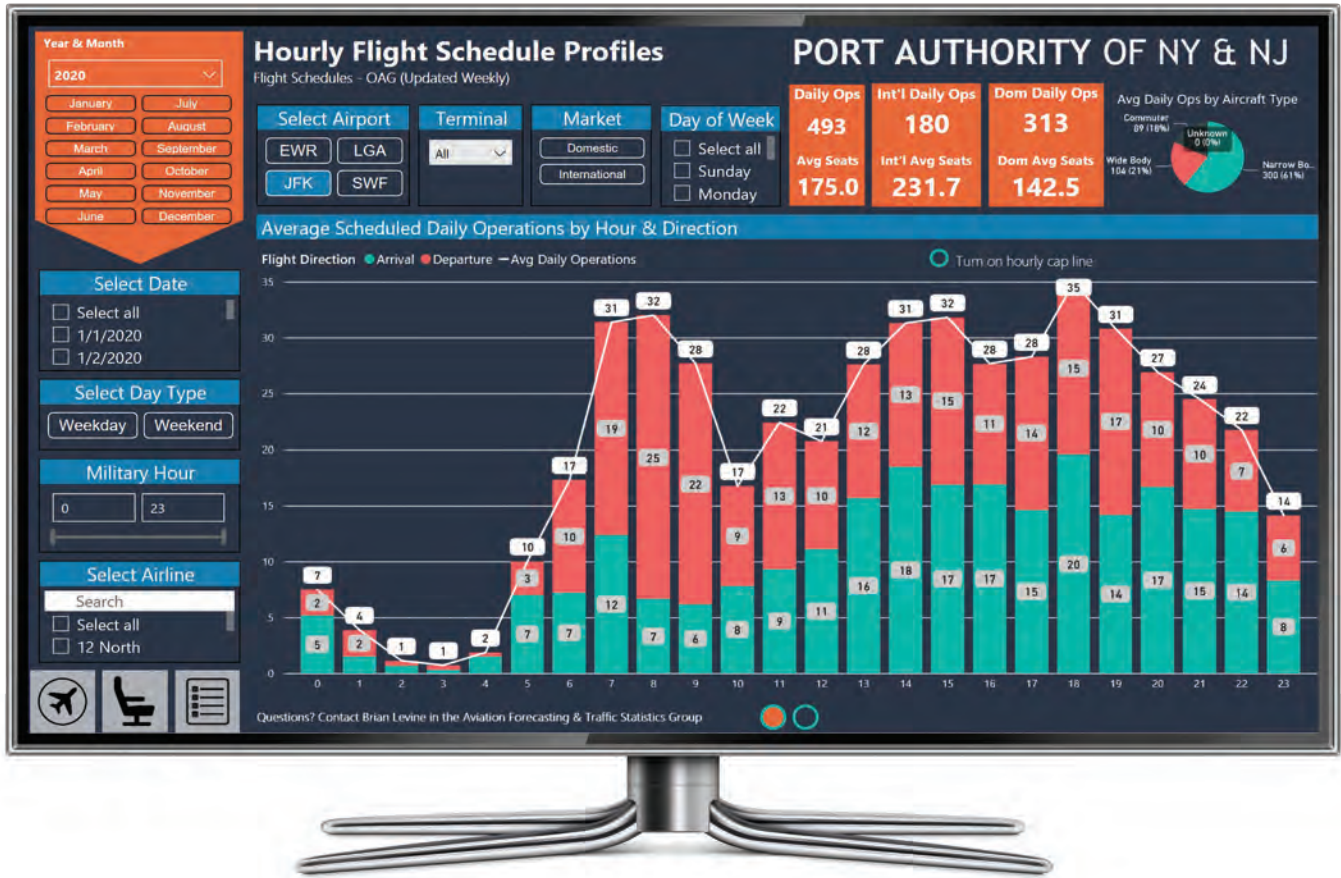 Year & Month
2020
January July
February August
March September
April October
May November
June December
Hourly Flight Schedule Profiles
Flight Schedules - OAG (Updated Weekly)
PORT AUTHORITY OF NY & NJ
Select Airport
EWR LGA
JFK SWF
Terminal
All
Market
Domestic
International
Day of Week
Select all
Sunday
Monday
Daily Ops
493
Avg Seats
175.0
Int'l Daily Ops
180
Int'l Avg Seats
231.7
Dom Daily Ops
313
Dom Avg Seats
142.5
Avg Daily Ops by Aircraft Type
Commuter
89 (18%)
Unknown
0 (0%)
Wide Body
104 (21%)
Narrow Bo...
300 (61%)
Select Date
Select all
1/1/2020
1/2/2020
Select Day Type
Weekday Weekend
Military Hour
0 23
Select Airline
Search
Select all
12 North
Average Scheduled Daily Operations by Hour & Direction
Flight Direction Arrival Departure Avg Daily Operations
Turn on hourly cap line
35
30
25
20
15
10
5
0
7 4 1 1 2 10 17 31 32 28 17 22 21 28 31 32 28 28 35 31 27 24 22 14
2 2 3 10 19 25 22 9 13 10 12 13 15 11 14 15 17 10 10 7 6
5 7 7 12 7 6 8 9 11 16 18 17 17 15 20 14 17 15 14 8
0 1 2 3 4 5 6 7 8 9 10 11 12 13 14 15 16 17 18 19 20 21 22 23
Questions? Contact Brian Levine in the Aviation Forecasting & Traffic Statistics Group